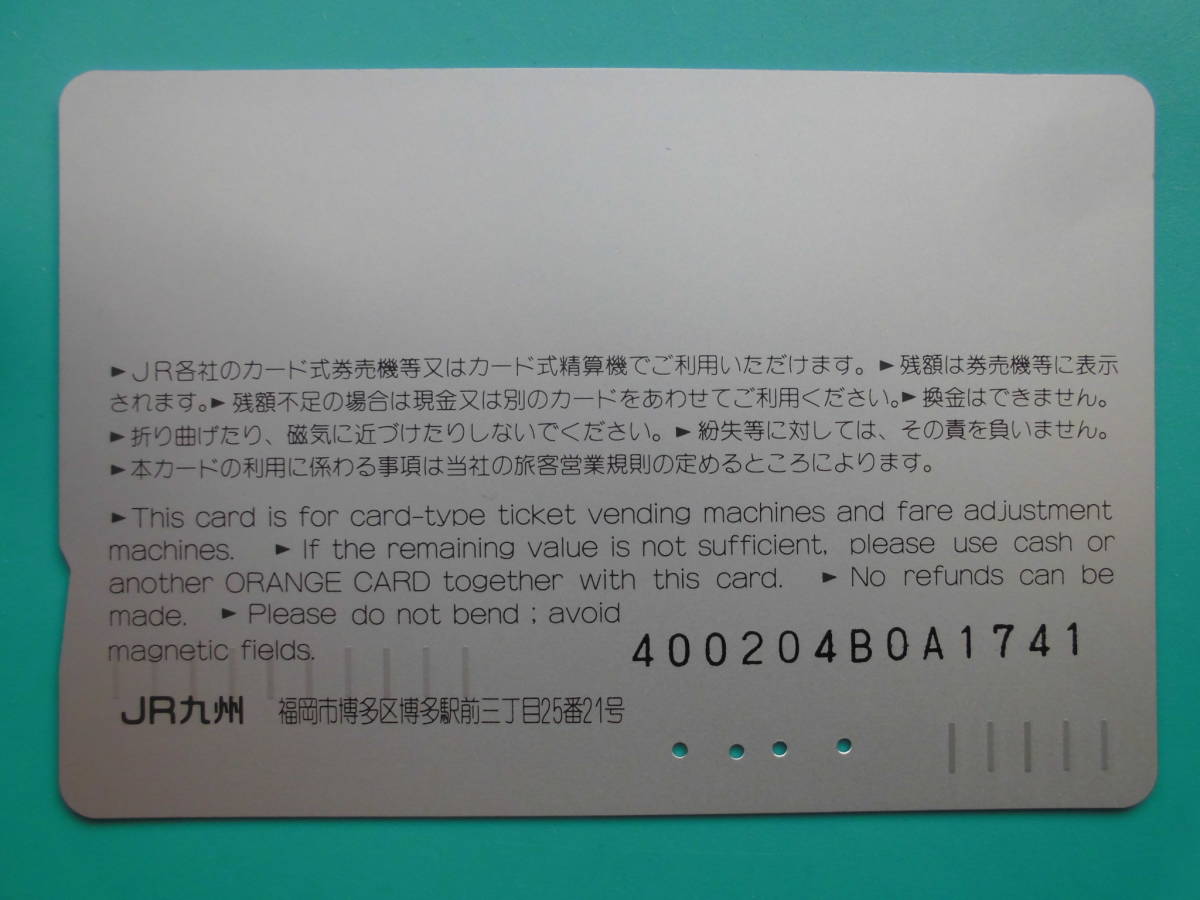 ►JR各社のカード式券売機等又はカード式精算機でご利用いただけます。►残額は券売機等に表示
されます。►残額不足の場合は現金又は別のカードをあわせてご利用ください。►換金はできません。
►折り曲げたり、磁気に近づけたりしないでください。►紛失等に対しては、その責を負いません。
►本カードの利用に係わる事項は当社の旅客営業規則の定めるところによります。
►This card is for card-type ticket vending machines and fare adjustment
machines. ►If the remaining value is not sufficient, please use cash or
another ORANGE CARD together with this card. ►No refunds can be
made. ►Please do not bend ; avoid
magnetic fields.
400204B0A1741
JR九州 福岡市博多区博多駅前三丁目25番21号